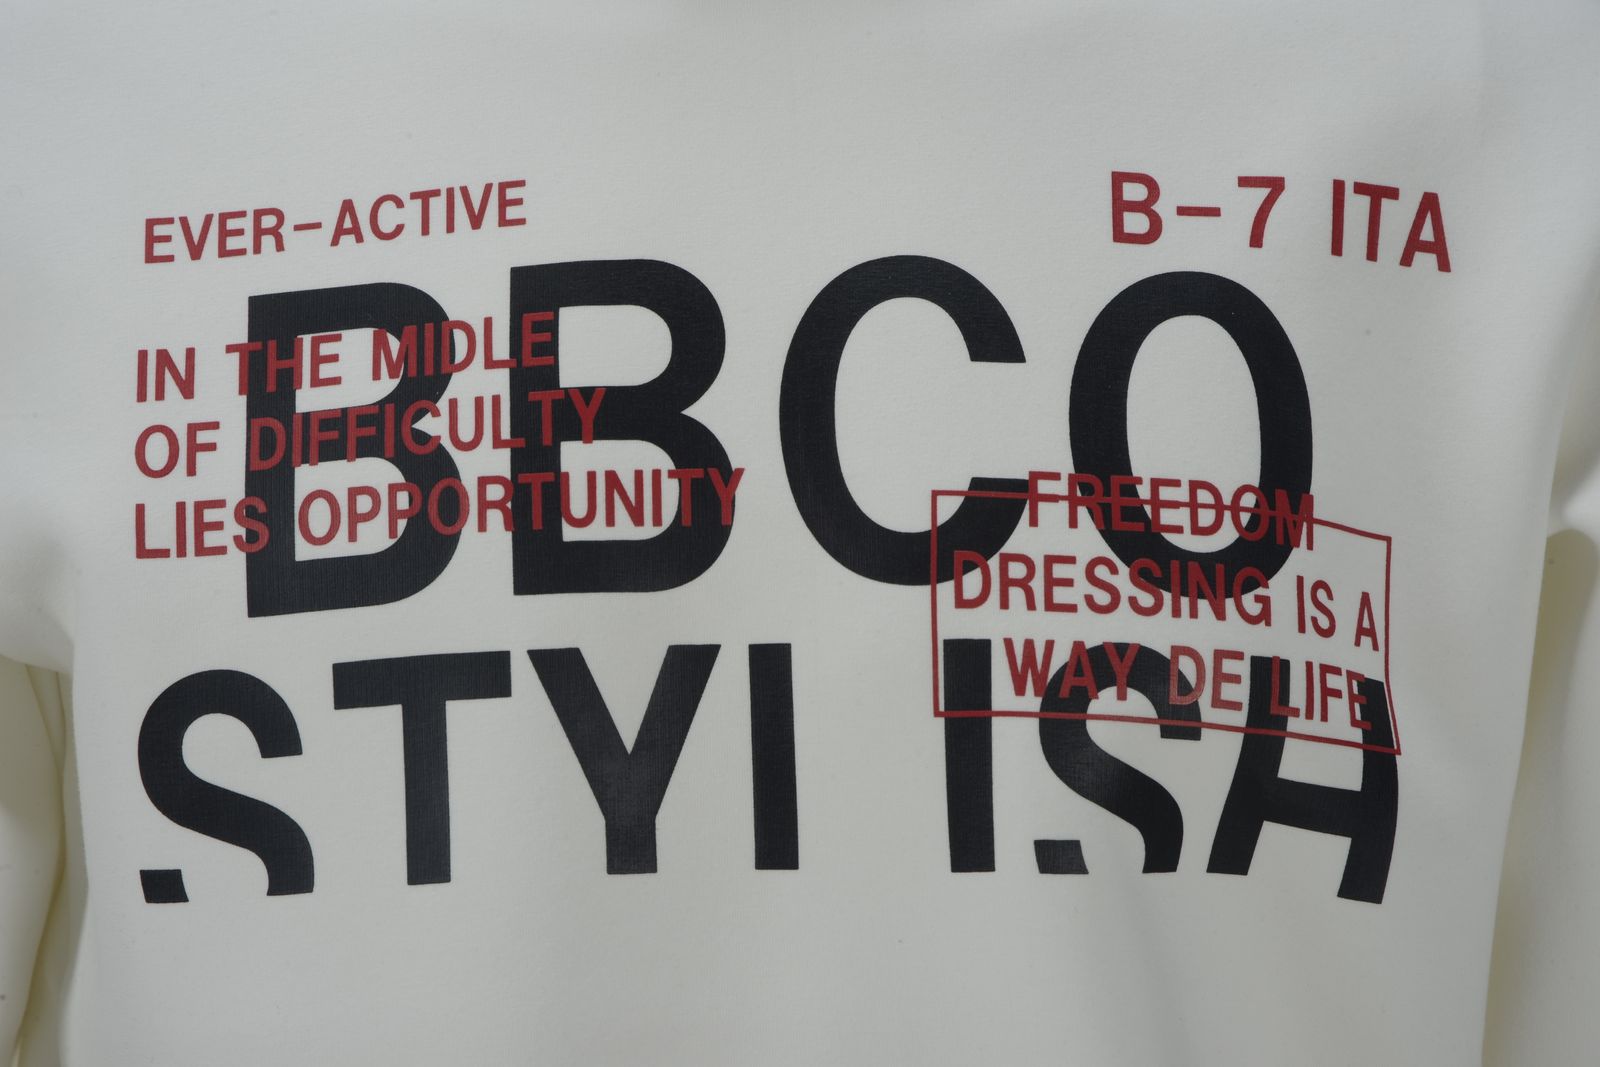 EVER-ACTIVE
B-7 ITA
BBCO
IN THE MIDLE
OF DIFFICULTY
LIES OPPORTUNITY
FREEDOM
DRESSING IS A
WAY DE LIFE
STYLISH